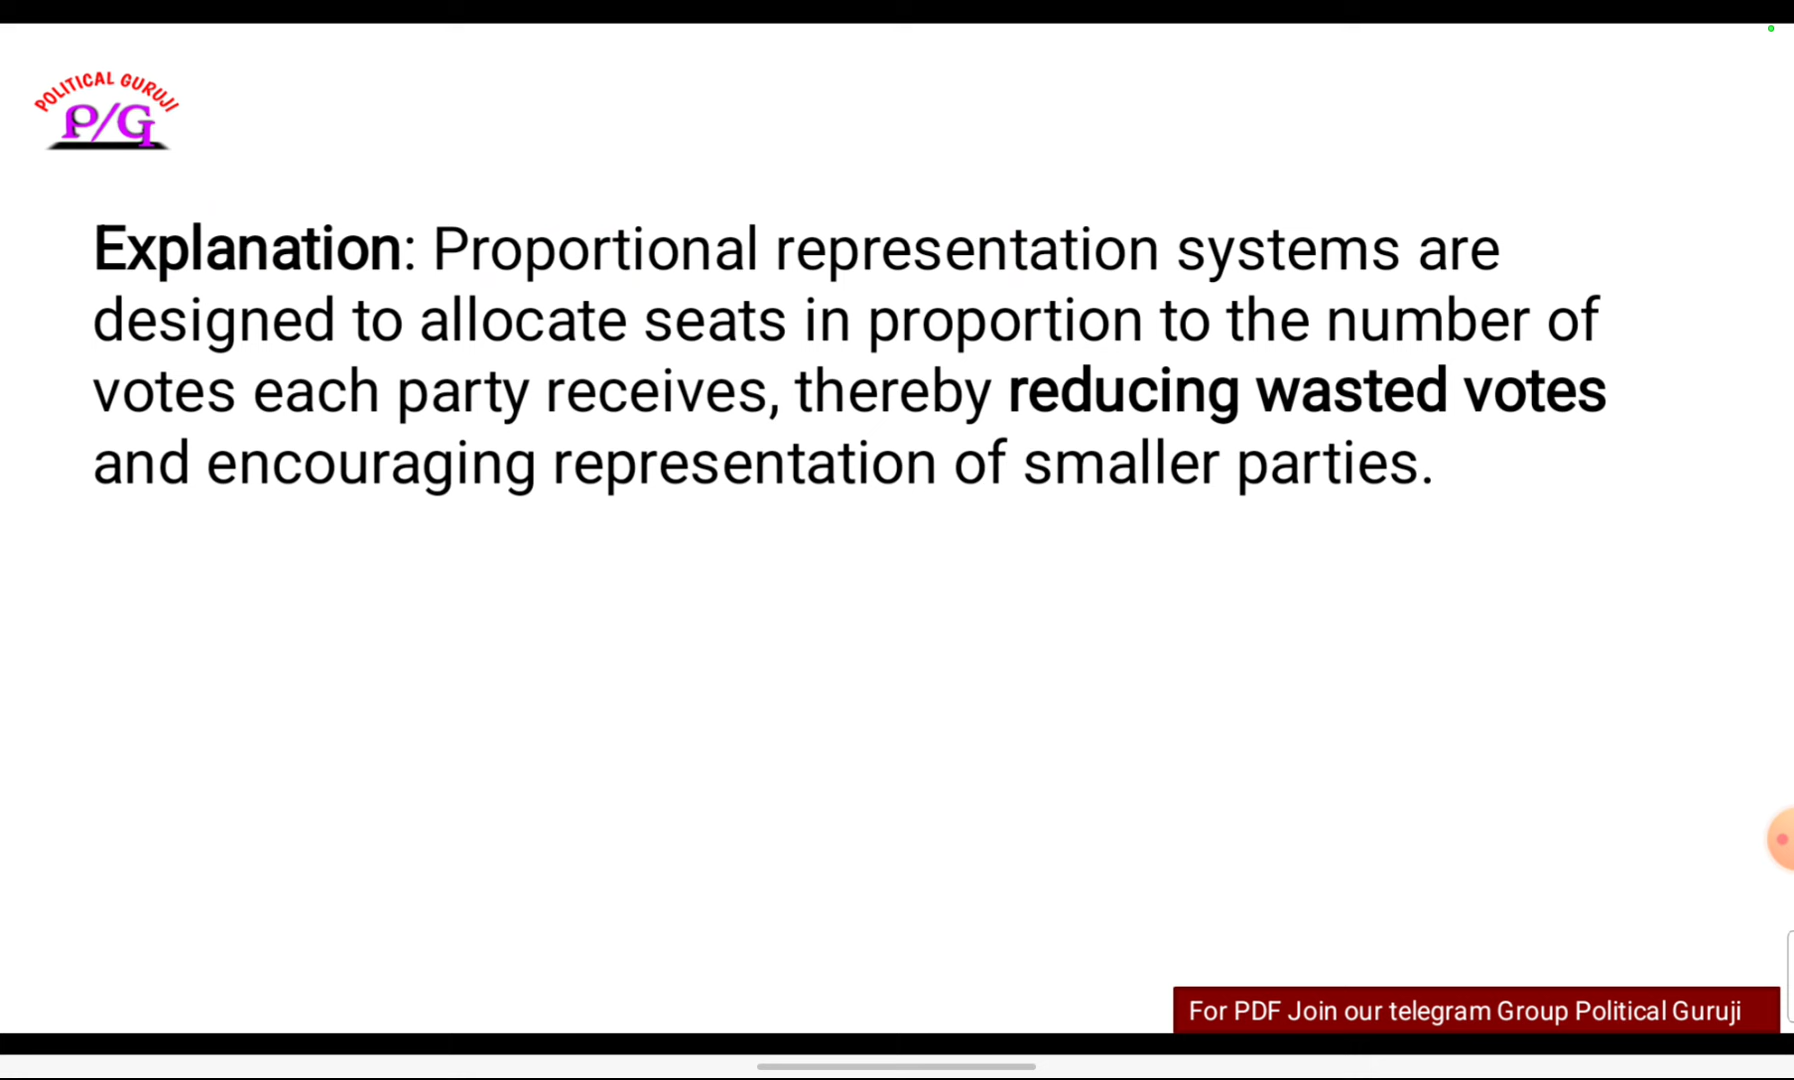 POLITICAL GURUJI
P/G
Explanation: Proportional representation systems are
designed to allocate seats in proportion to the number of
votes each party receives, thereby reducing wasted votes
and encouraging representation of smaller parties.
For PDF Join our telegram Group Political Guruji